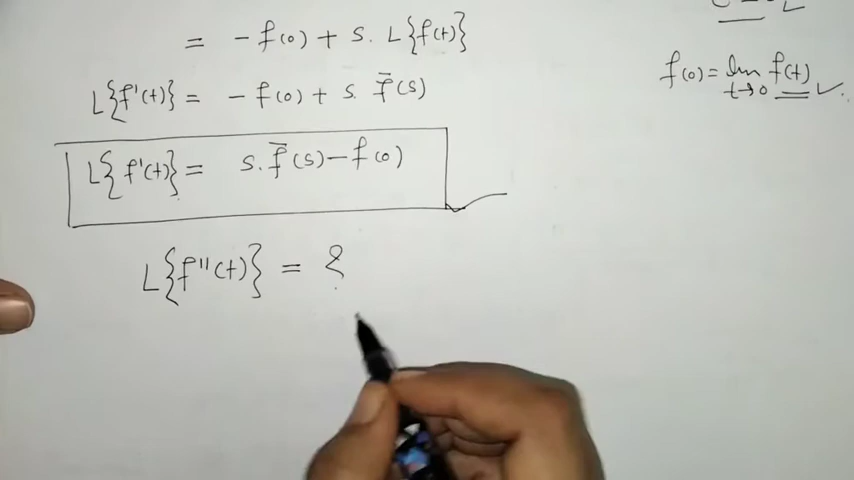 = -f(0) + S. L{f(t)}
f(0) = lim t→0 f(t) ✓
L{f'(t)} = -f(0) + S. f̄(S)
L{f'(t)} = S. f̄(S) - f(0)
L{f''(t)} =